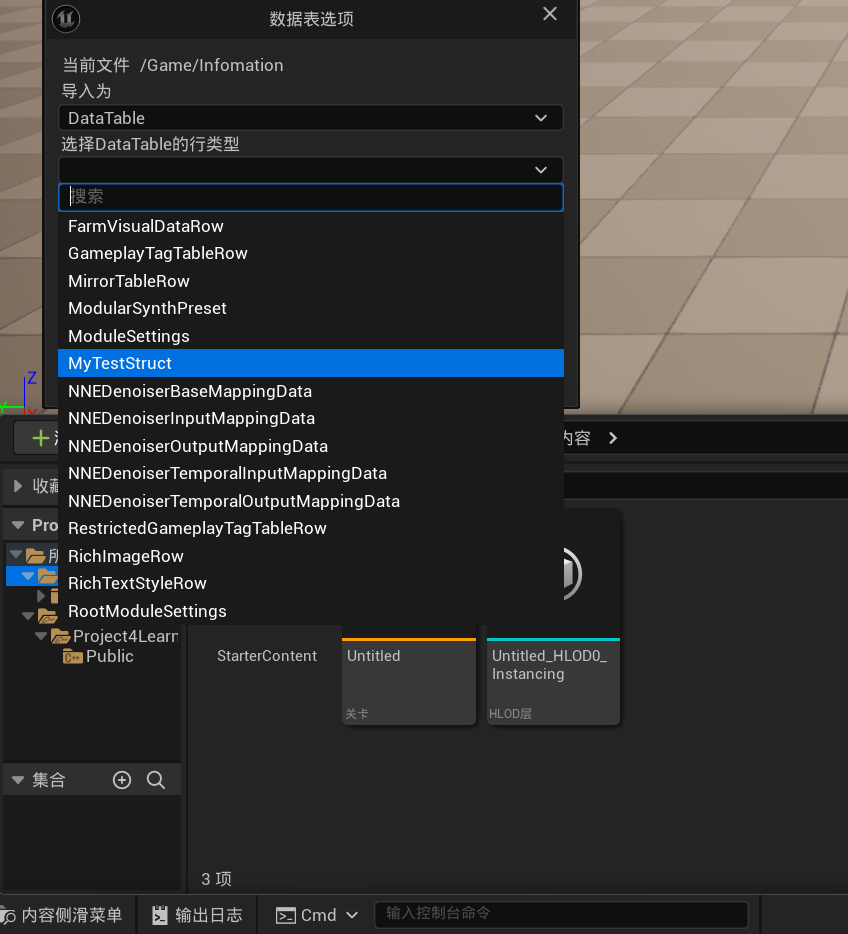 数据表选项
当前文件 /Game/Infomation
导入为
DataTable
选择DataTable的行类型
搜索
FarmVisualDataRow
GameplayTagTableRow
MirrorTableRow
ModularSynthPreset
ModuleSettings
MyTestStruct
NNEDenoiserBaseMappingData
NNEDenoiserInputMappingData
NNEDenoiserOutputMappingData
NNEDenoiserTemporalInputMappingData
NNEDenoiserTemporalOutputMappingData
RestrictedGameplayTagTableRow
RichImageRow
RichTextStyleRow
RootModuleSettings
Z
Y
X
内容
收藏
Pro
所
Project4Learn
Public
StarterContent
Untitled
关卡
Untitled_HLOD0_
Instancing
HLOD层
集合
3 项
内容侧滑菜单
输出日志
Cmd
输入控制台命令